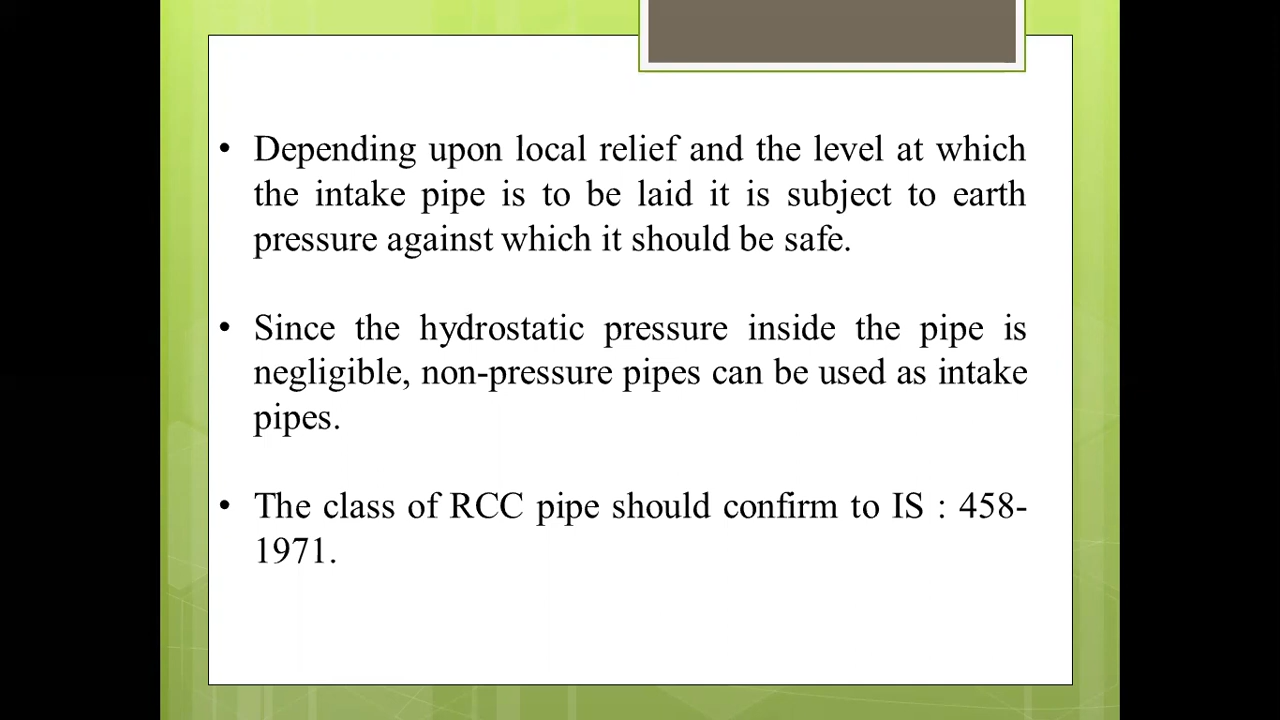 • Depending upon local relief and the level at which
the intake pipe is to be laid it is subject to earth
pressure against which it should be safe.
• Since the hydrostatic pressure inside the pipe is
negligible, non-pressure pipes can be used as intake
pipes.
• The class of RCC pipe should confirm to IS : 458-
1971.